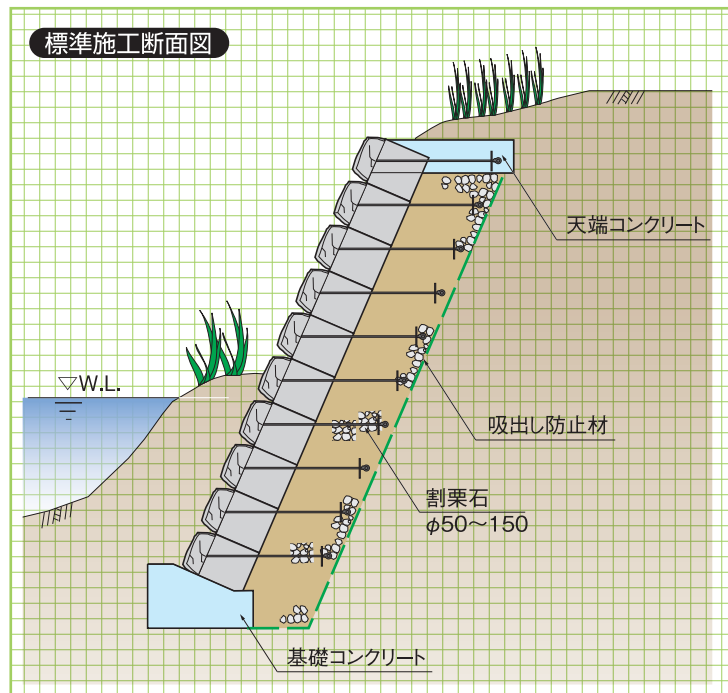 標準施工断面図
天端コンクリート
▽W.L.
吸出し防止材
割栗石
φ50～150
基礎コンクリート